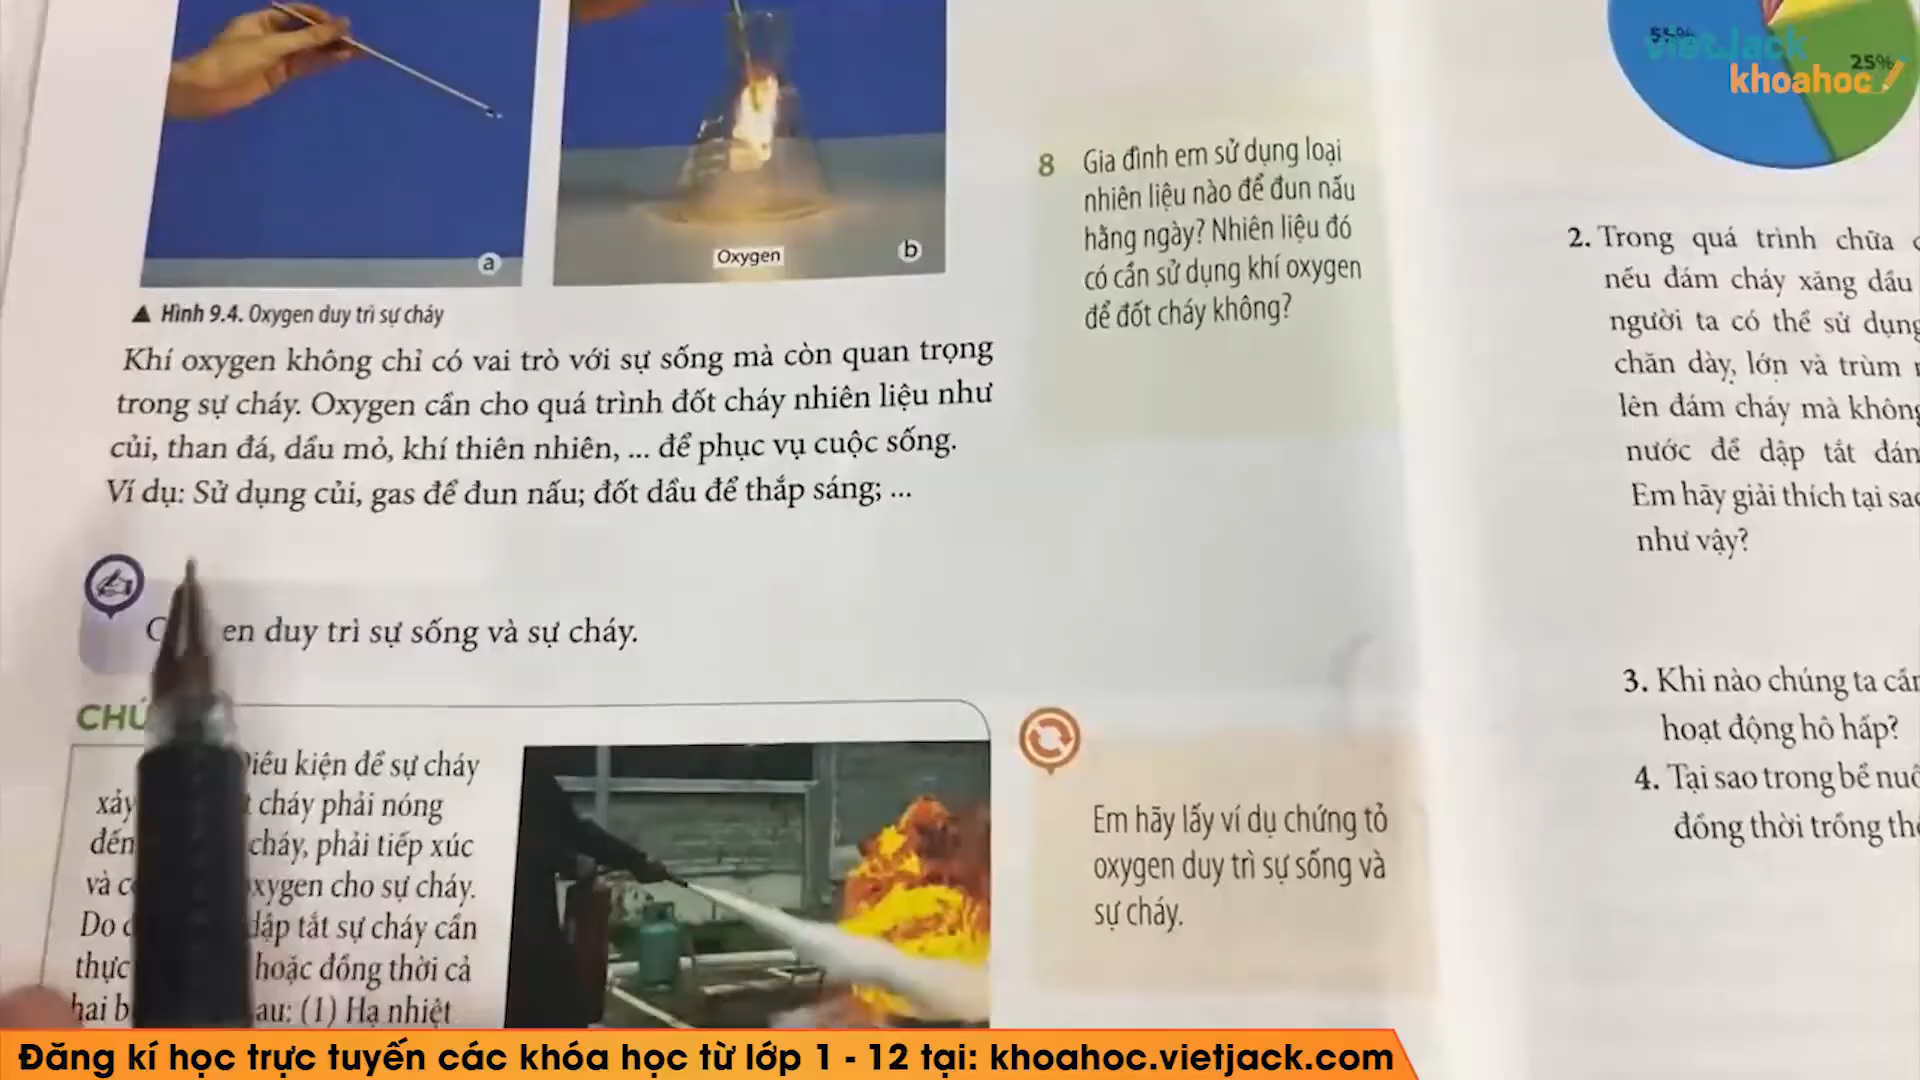 55%
25%
vietJack
khoahoc
a
Oxygen
b
▲ Hình 9.4. Oxygen duy trì sự cháy
Khí oxygen không chỉ có vai trò với sự sống mà còn quan trọng
trong sự cháy. Oxygen cần cho quá trình đốt cháy nhiên liệu như
củi, than đá, dầu mỏ, khí thiên nhiên, ... để phục vụ cuộc sống.
Ví dụ: Sử dụng củi, gas để đun nấu; đốt dầu để thắp sáng; ...
en duy trì sự sống và sự cháy.
CHÚ
iều kiện để sự cháy
xảy cháy phải nóng
đến cháy, phải tiếp xúc
và xygen cho sự cháy.
Do dập tắt sự cháy cần
thực hoặc đồng thời cả
hai b au: (1) Hạ nhiệt
8 Gia đình em sử dụng loại
nhiên liệu nào để đun nấu
hằng ngày? Nhiên liệu đó
có cần sử dụng khí oxygen
để đốt cháy không?
Em hãy lấy ví dụ chứng tỏ
oxygen duy trì sự sống và
sự cháy.
2. Trong quá trình chữa
nếu đám cháy xăng dầu
người ta có thể sử dụng
chăn dày, lớn và trùm
lên đám cháy mà không
nước để dập tắt đám
Em hãy giải thích tại sao
như vậy?
3. Khi nào chúng ta cần
hoạt động hô hấp?
4. Tại sao trong bể nuô
đồng thời trồng th
Đăng kí học trực tuyến các khóa học từ lớp 1 - 12 tại: khoahoc.vietjack.com